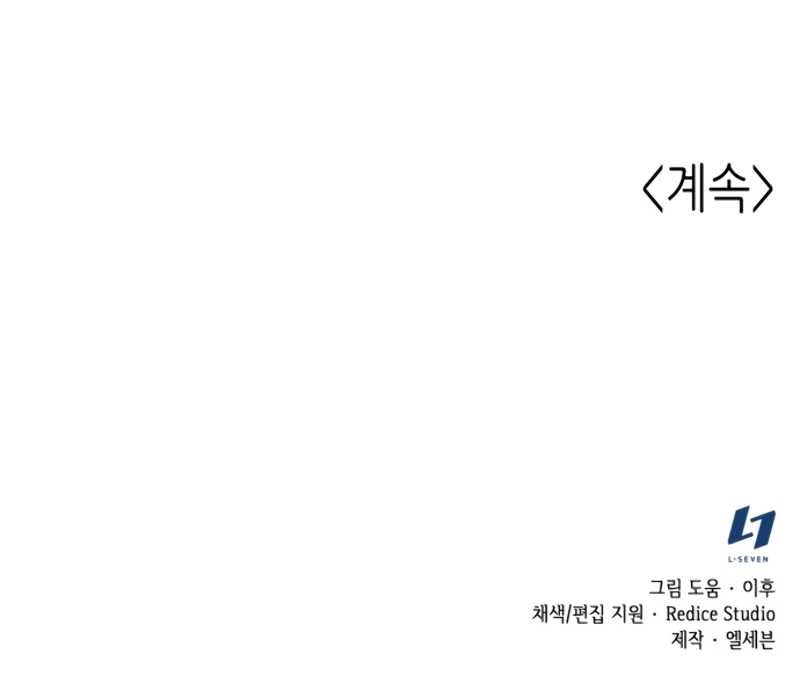 <계속>
L-SEVEN
그림 도움 · 이후
채색/편집 지원 · Redice Studio
제작 · 엘세븐